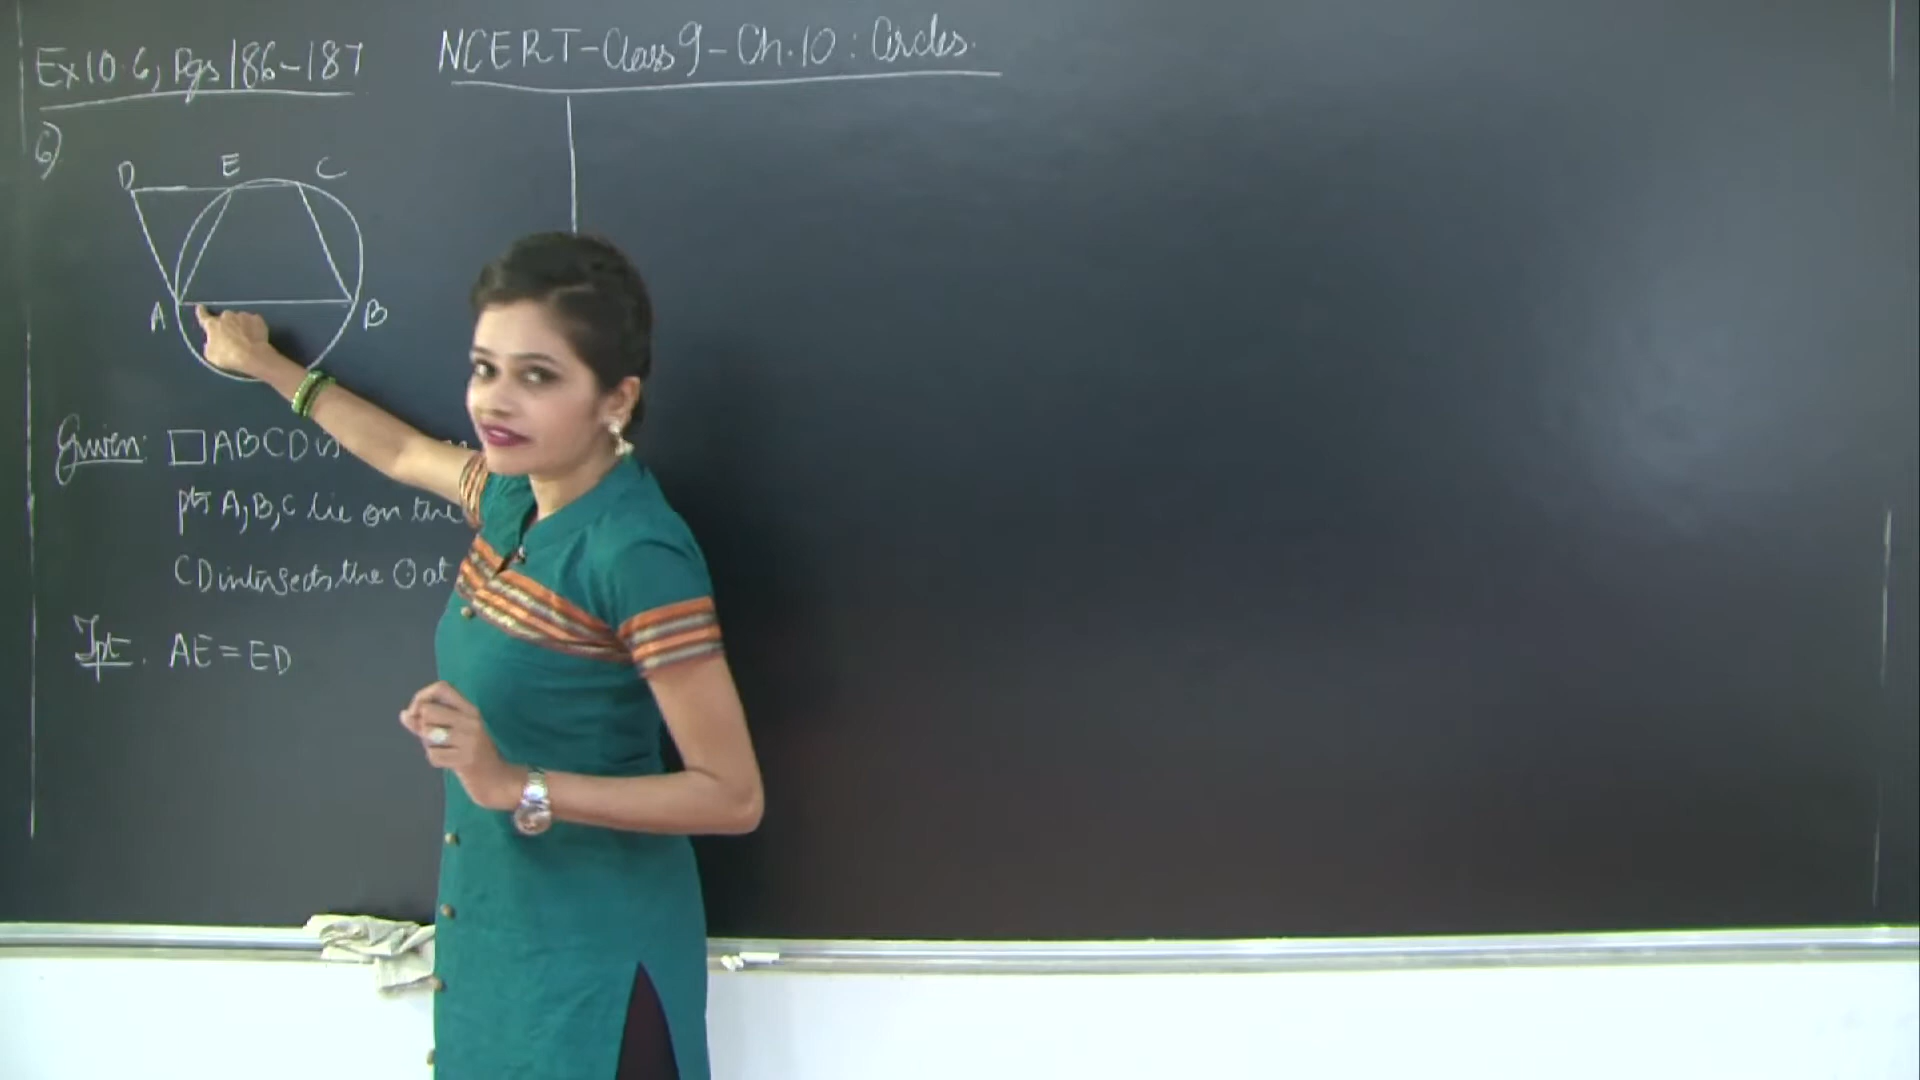 Ex 10.6, Pgs 186-187
NCERT-Class 9-Ch.10: Circles.
6)
D E C
A B
Given: □ABCD is
pts A, B, C lie on the
CD intersects the ⊙ at
Tpt. AE = ED